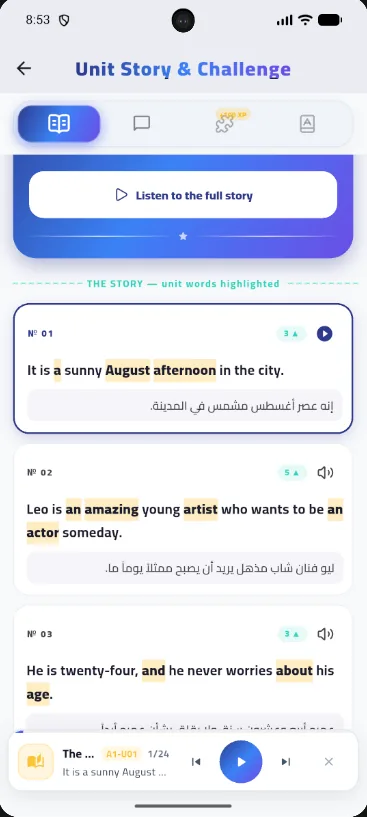 8:53
Unit Story & Challenge
XP
Listen to the full story
THE STORY — unit words highlighted
Nº 01
3 ▲
It is a sunny August afternoon in the city.
إنه عصر أغسطس مشمس في المدينة.
Nº 02
5 ▲
Leo is an amazing young artist who wants to be an
actor someday.
ليو فنان شاب مذهل يريد أن يصبح ممثلاً يوماً ما.
Nº 03
3 ▲
He is twenty-four, and he never worries about his
age.
The ... A1-U01 1/24
It is a sunny August ...